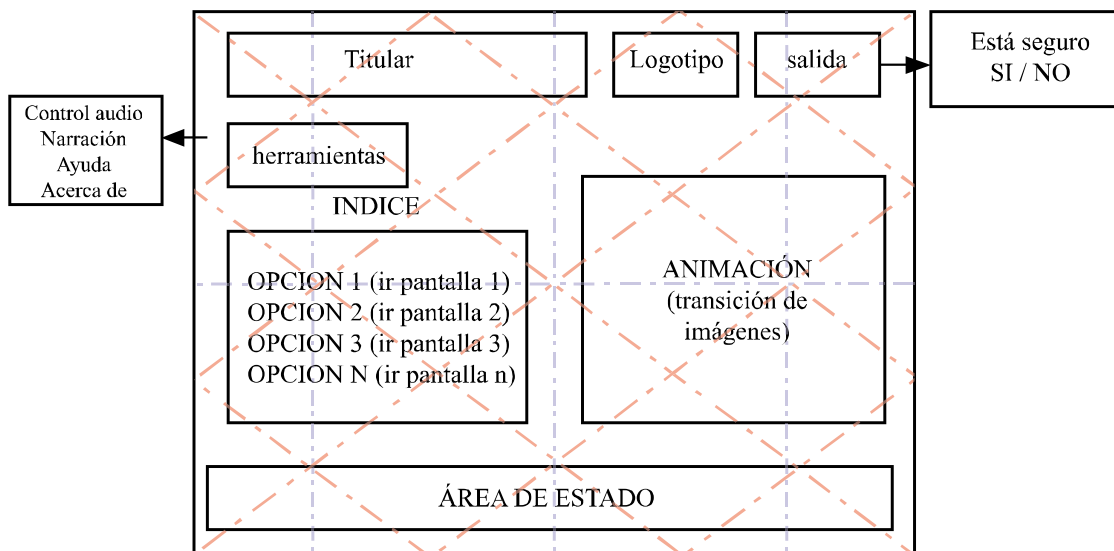 Titular
Logotipo
salida
Está seguro
SI / NO
Control audio
Narración
Ayuda
Acerca de
herramientas
INDICE
OPCION 1 (ir pantalla 1)
OPCION 2 (ir pantalla 2)
OPCION 3 (ir pantalla 3)
OPCION N (ir pantalla n)
ANIMACIÓN
(transición de
imágenes)
ÁREA DE ESTADO